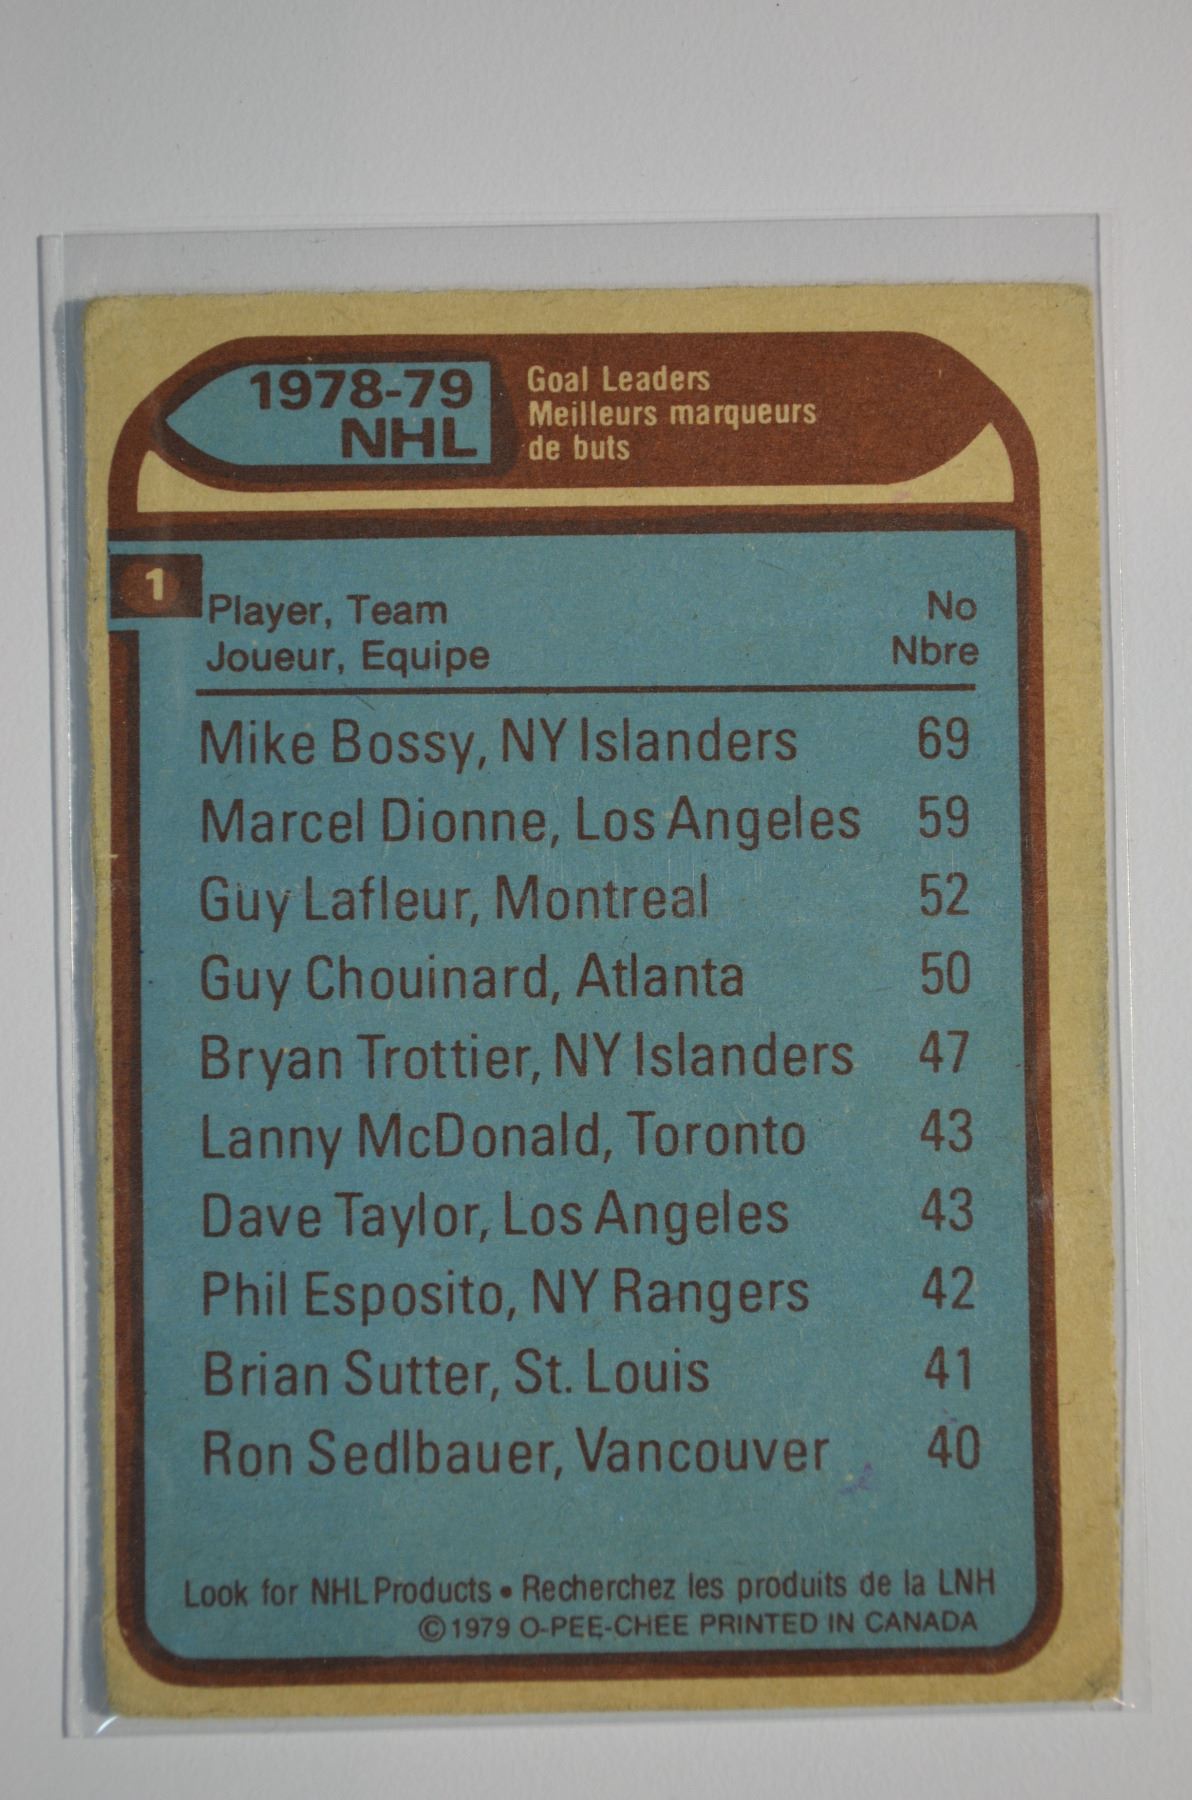 1978-79
NHL
Goal Leaders
Meilleurs marqueurs
de buts
1
Player, Team No
Joueur, Equipe Nbre
Mike Bossy, NY Islanders 69
Marcel Dionne, Los Angeles 59
Guy Lafleur, Montreal 52
Guy Chouinard, Atlanta 50
Bryan Trottier, NY Islanders 47
Lanny McDonald, Toronto 43
Dave Taylor, Los Angeles 43
Phil Esposito, NY Rangers 42
Brian Sutter, St. Louis 41
Ron Sedlbauer, Vancouver 40
Look for NHL Products • Recherchez les produits de la LNH
©1979 O-PEE-CHEE PRINTED IN CANADA